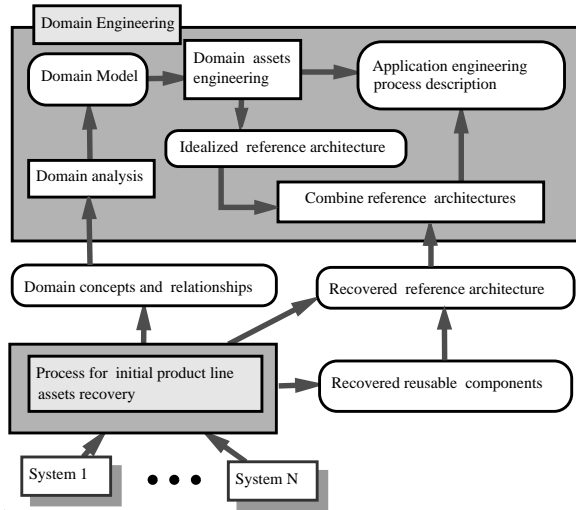 Domain Engineering
Domain Model
Domain assets
engineering
Application engineering
process description
Idealized reference architecture
Domain analysis
Combine reference architectures
Domain concepts and relationships
Recovered reference architecture
Process for initial product line
assets recovery
Recovered reusable components
System 1
System N